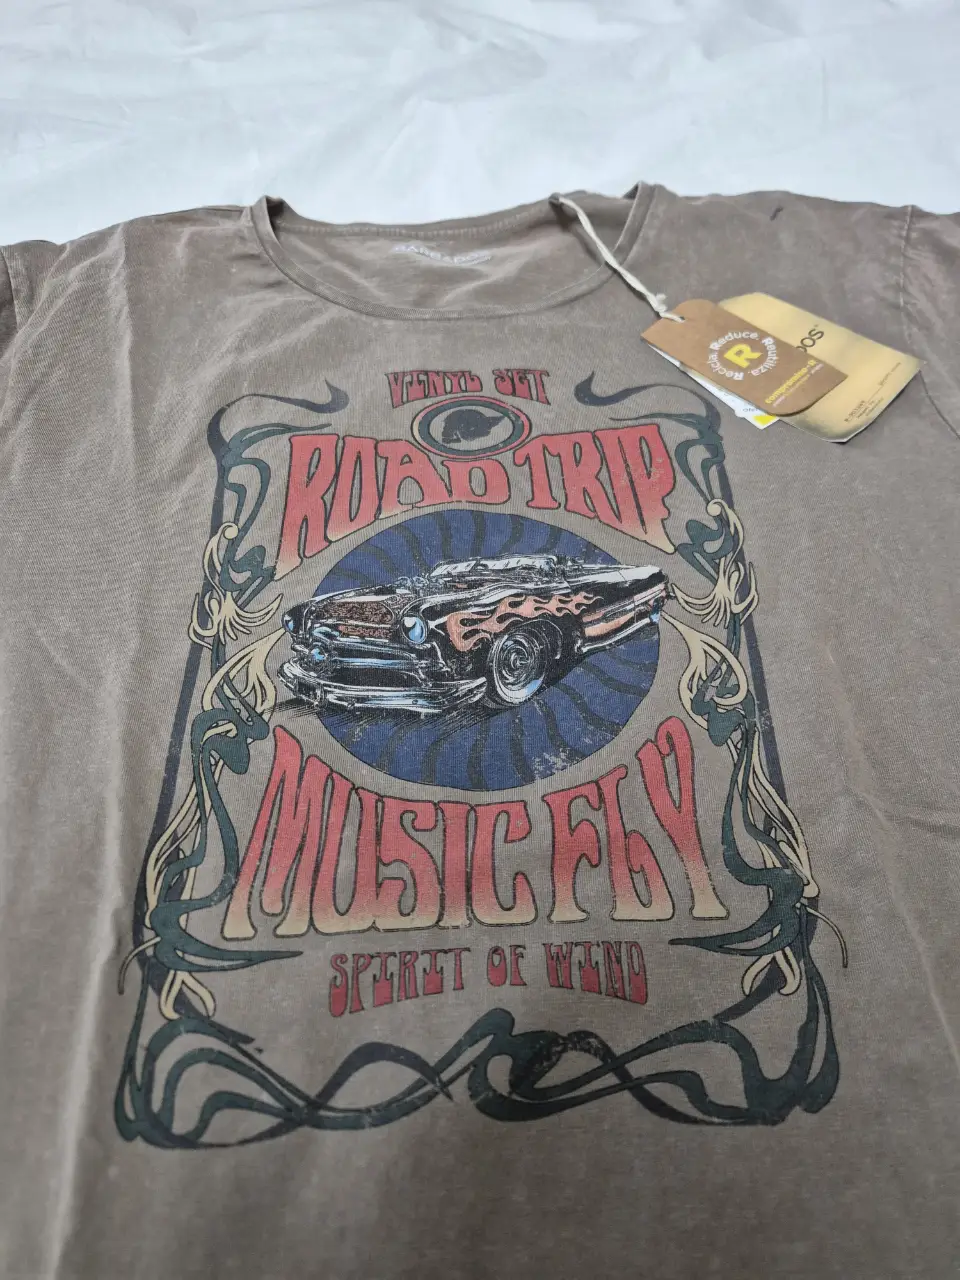 VINYL SET
ROAD TRIP
MUSIC FLY
SPIRIT OF WIND
Reduce. Reutiliza. Recicla.
R